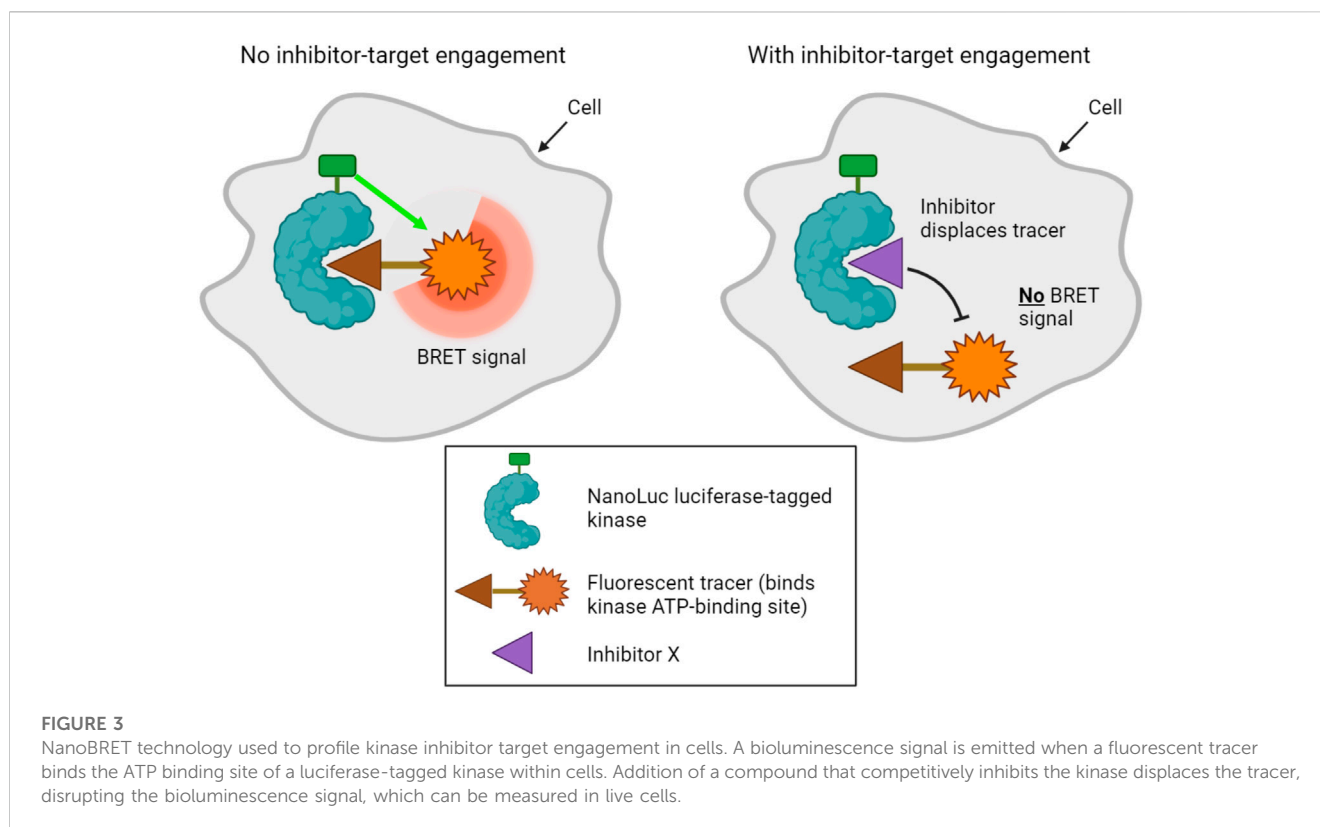 No inhibitor-target engagement
With inhibitor-target engagement
Cell
Cell
Inhibitor
displaces tracer
No BRET
signal
BRET signal
NanoLuc luciferase-tagged
kinase
Fluorescent tracer (binds
kinase ATP-binding site)
Inhibitor X
FIGURE 3
NanoBRET technology used to profile kinase inhibitor target engagement in cells. A bioluminescence signal is emitted when a fluorescent tracer
binds the ATP binding site of a luciferase-tagged kinase within cells. Addition of a compound that competitively inhibits the kinase displaces the tracer,
disrupting the bioluminescence signal, which can be measured in live cells.